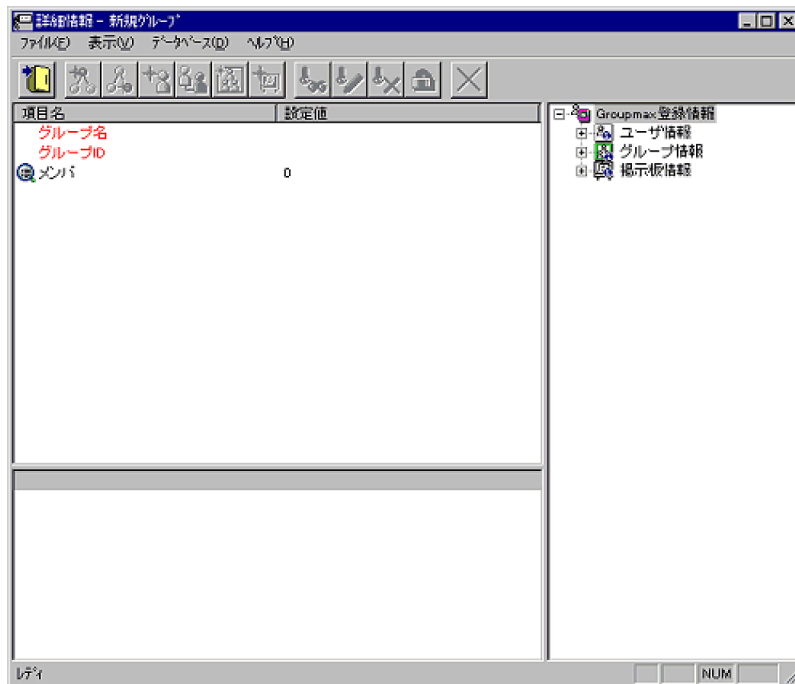 詳細情報 - 新規ｸﾞﾙｰﾌﾟ
ﾌｧｲﾙ(F) 表示(V) ﾃﾞｰﾀﾍﾞｰｽ(D) ﾍﾙﾌﾟ(H)
項目名 設定値
グループ名
グループID
メンバ 0
Groupmax登録情報
ユーザ情報
グループ情報
掲示板情報
ﾚﾃﾞｨ NUM